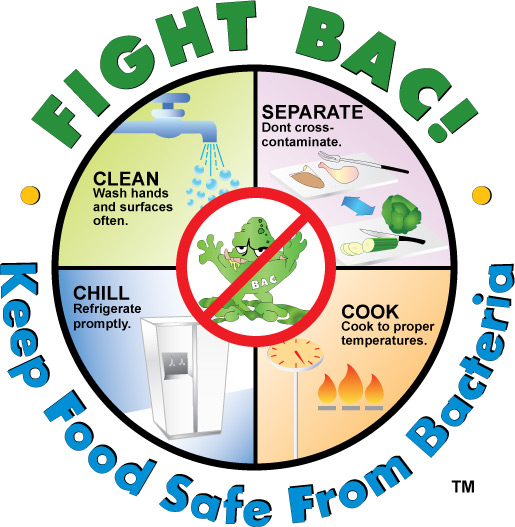 FIGHT BAC!
CLEAN
Wash hands
and surfaces
often.
SEPARATE
Dont cross-
contaminate.
BAC
CHILL
Refrigerate
promptly.
COOK
Cook to proper
temperatures.
Keep Food Safe From Bacteria
TM